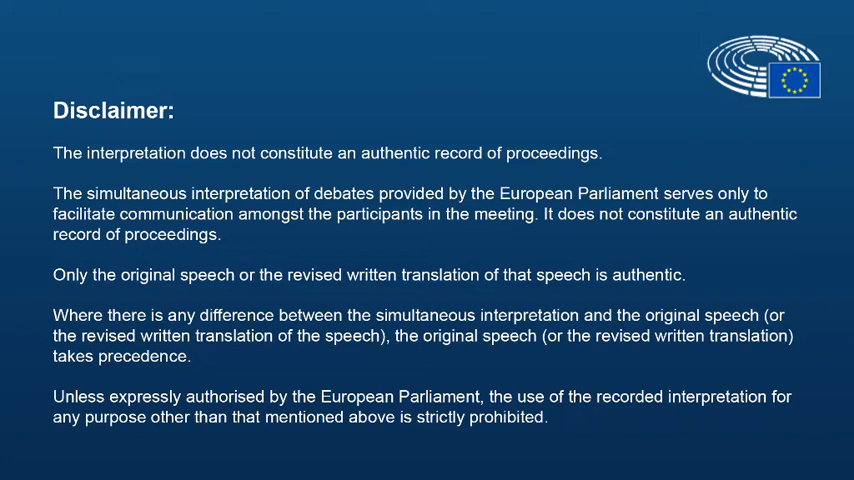 Disclaimer:
The interpretation does not constitute an authentic record of proceedings.
The simultaneous interpretation of debates provided by the European Parliament serves only to
facilitate communication amongst the participants in the meeting. It does not constitute an authentic
record of proceedings.
Only the original speech or the revised written translation of that speech is authentic.
Where there is any difference between the simultaneous interpretation and the original speech (or
the revised written translation of the speech), the original speech (or the revised written translation)
takes precedence.
Unless expressly authorised by the European Parliament, the use of the recorded interpretation for
any purpose other than that mentioned above is strictly prohibited.